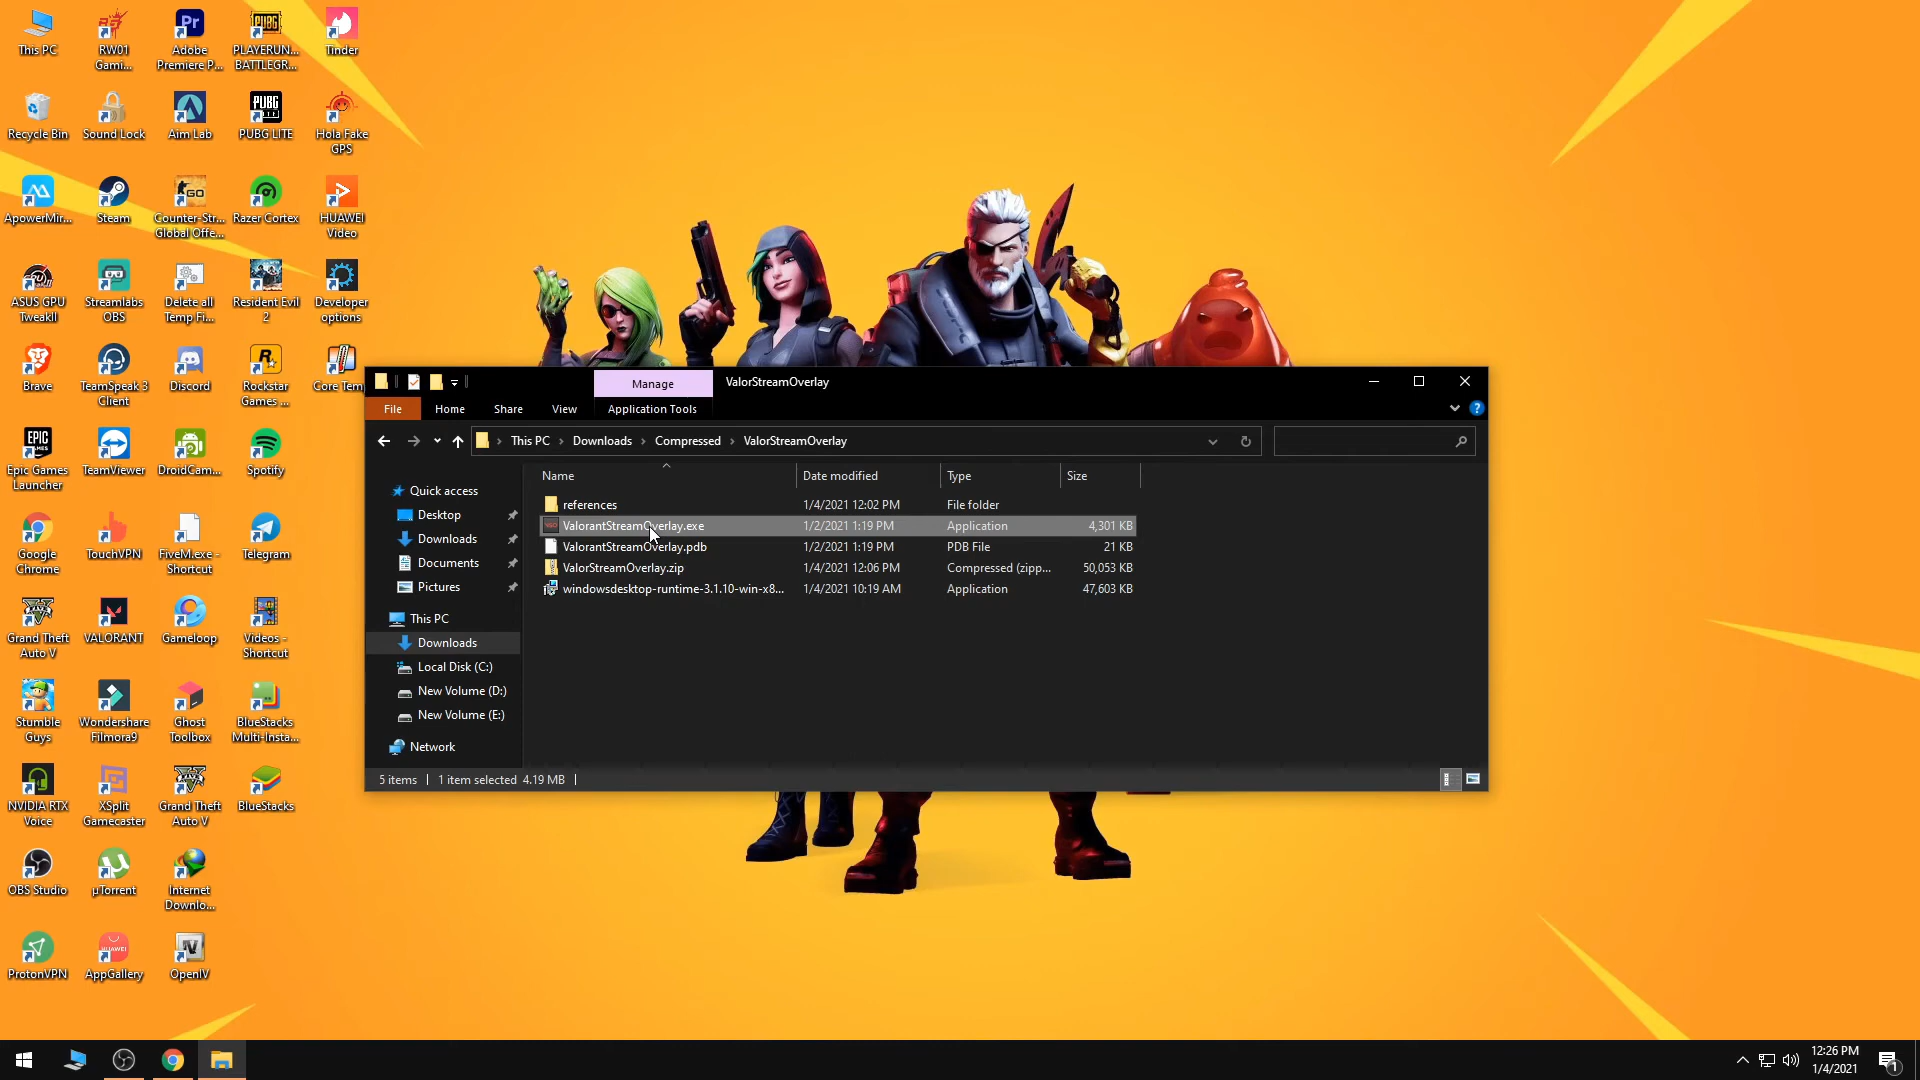 This PC
RW01
Gami...
Adobe
Premiere P...
PLAYERUN...
BATTLEGR...
Tinder
Recycle Bin
Sound Lock
Aim Lab
PUBG LITE
Hola Fake
GPS
ApowerMir...
Steam
Counter-Str...
Global Offe...
Razer Cortex
HUAWEI
Video
ASUS GPU
TweakII
Streamlabs
OBS
Delete all
Temp Fi...
Resident Evil
2
Developer
options
Brave
TeamSpeak 3
Client
Discord
Rockstar
Games ...
Core Tem
Epic Games
Launcher
TeamViewer
DroidCam...
Spotify
Google
Chrome
TouchVPN
FiveM.exe -
Shortcut
Telegram
Grand Theft
Auto V
VALORANT
Gameloop
Videos -
Shortcut
Stumble
Guys
Wondershare
Filmora9
Ghost
Toolbox
BlueStacks
Multi-Insta...
NVIDIA RTX
Voice
XSplit
Gamecaster
Grand Theft
Auto V
BlueStacks
OBS Studio
µTorrent
Internet
Downlo...
ProtonVPN
AppGallery
OpenIV
Manage
ValorStreamOverlay
File
Home
Share
View
Application Tools
This PC
Downloads
Compressed
ValorStreamOverlay
Name
Date modified
Type
Size
Quick access
Desktop
Downloads
Documents
Pictures
This PC
Downloads
Local Disk (C:)
New Volume (D:)
New Volume (E:)
Network
references 1/4/2021 12:02 PM File folder
ValorantStreamOverlay.exe 1/2/2021 1:19 PM Application 4,301 KB
ValorantStreamOverlay.pdb 1/2/2021 1:19 PM PDB File 21 KB
ValorStreamOverlay.zip 1/4/2021 12:06 PM Compressed (zipp... 50,053 KB
windowsdesktop-runtime-3.1.10-win-x8... 1/4/2021 10:19 AM Application 47,603 KB
5 items
1 item selected 4.19 MB
12:26 PM
1/4/2021
1